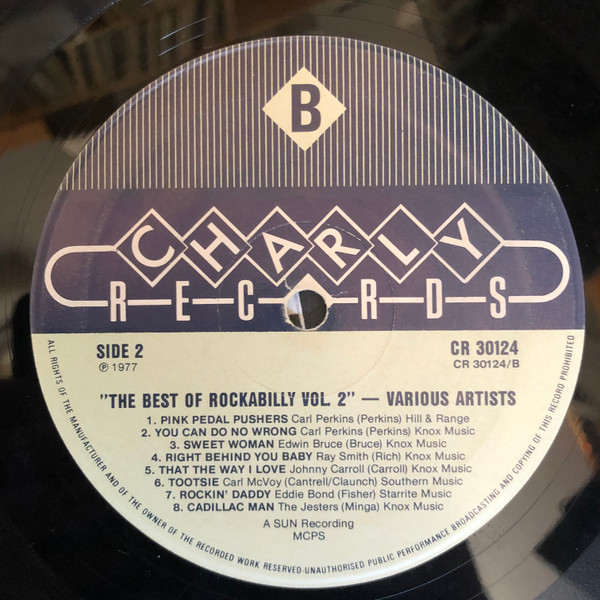 B
CHARLY
RECORDS
SIDE 2
℗ 1977
CR 30124
CR 30124/B
"THE BEST OF ROCKABILLY VOL. 2" — VARIOUS ARTISTS
1. PINK PEDAL PUSHERS Carl Perkins (Perkins) Hill & Range
2. YOU CAN DO NO WRONG Carl Perkins (Perkins) Knox Music
3. SWEET WOMAN Edwin Bruce (Bruce) Knox Music
4. RIGHT BEHIND YOU BABY Ray Smith (Rich) Knox Music
5. THAT THE WAY I LOVE Johnny Carroll (Carroll) Knox Music
6. TOOTSIE Carl McVoy (Cantrell/Claunch) Southern Music
7. ROCKIN' DADDY Eddie Bond (Fisher) Starrite Music
8. CADILLAC MAN The Jesters (Minga) Knox Music
A SUN Recording
MCPS
ALL RIGHTS OF THE MANUFACTURER AND OF THE OWNER OF THE RECORDED WORK RESERVED-UNAUTHORISED PUBLIC PERFORMANCE BROADCASTING AND COPYING OF THIS RECORD PROHIBITED